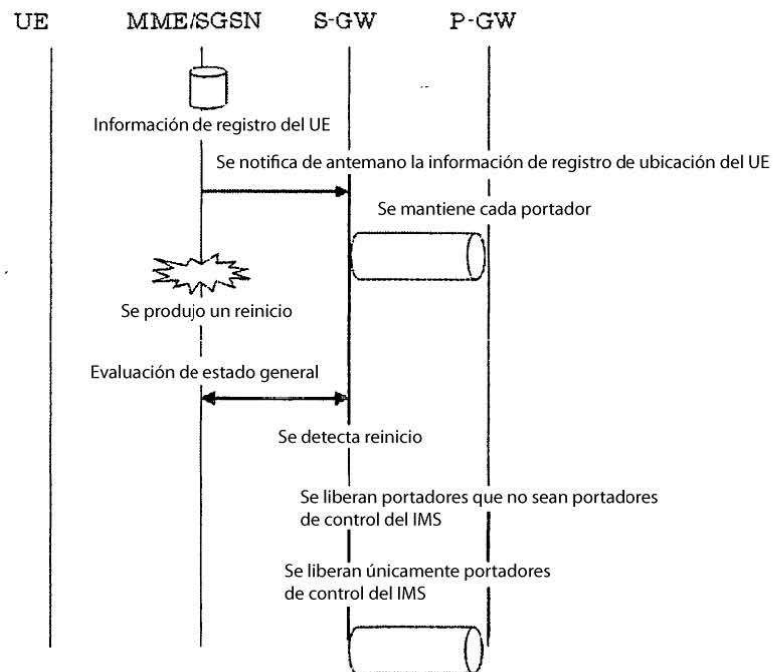 UE MME/SGSN S-GW P-GW
Información de registro del UE
Se notifica de antemano la información de registro de ubicación del UE
Se mantiene cada portador
Se produjo un reinicio
Evaluación de estado general
Se detecta reinicio
Se liberan portadores que no sean portadores
de control del IMS
Se liberan únicamente portadores
de control del IMS